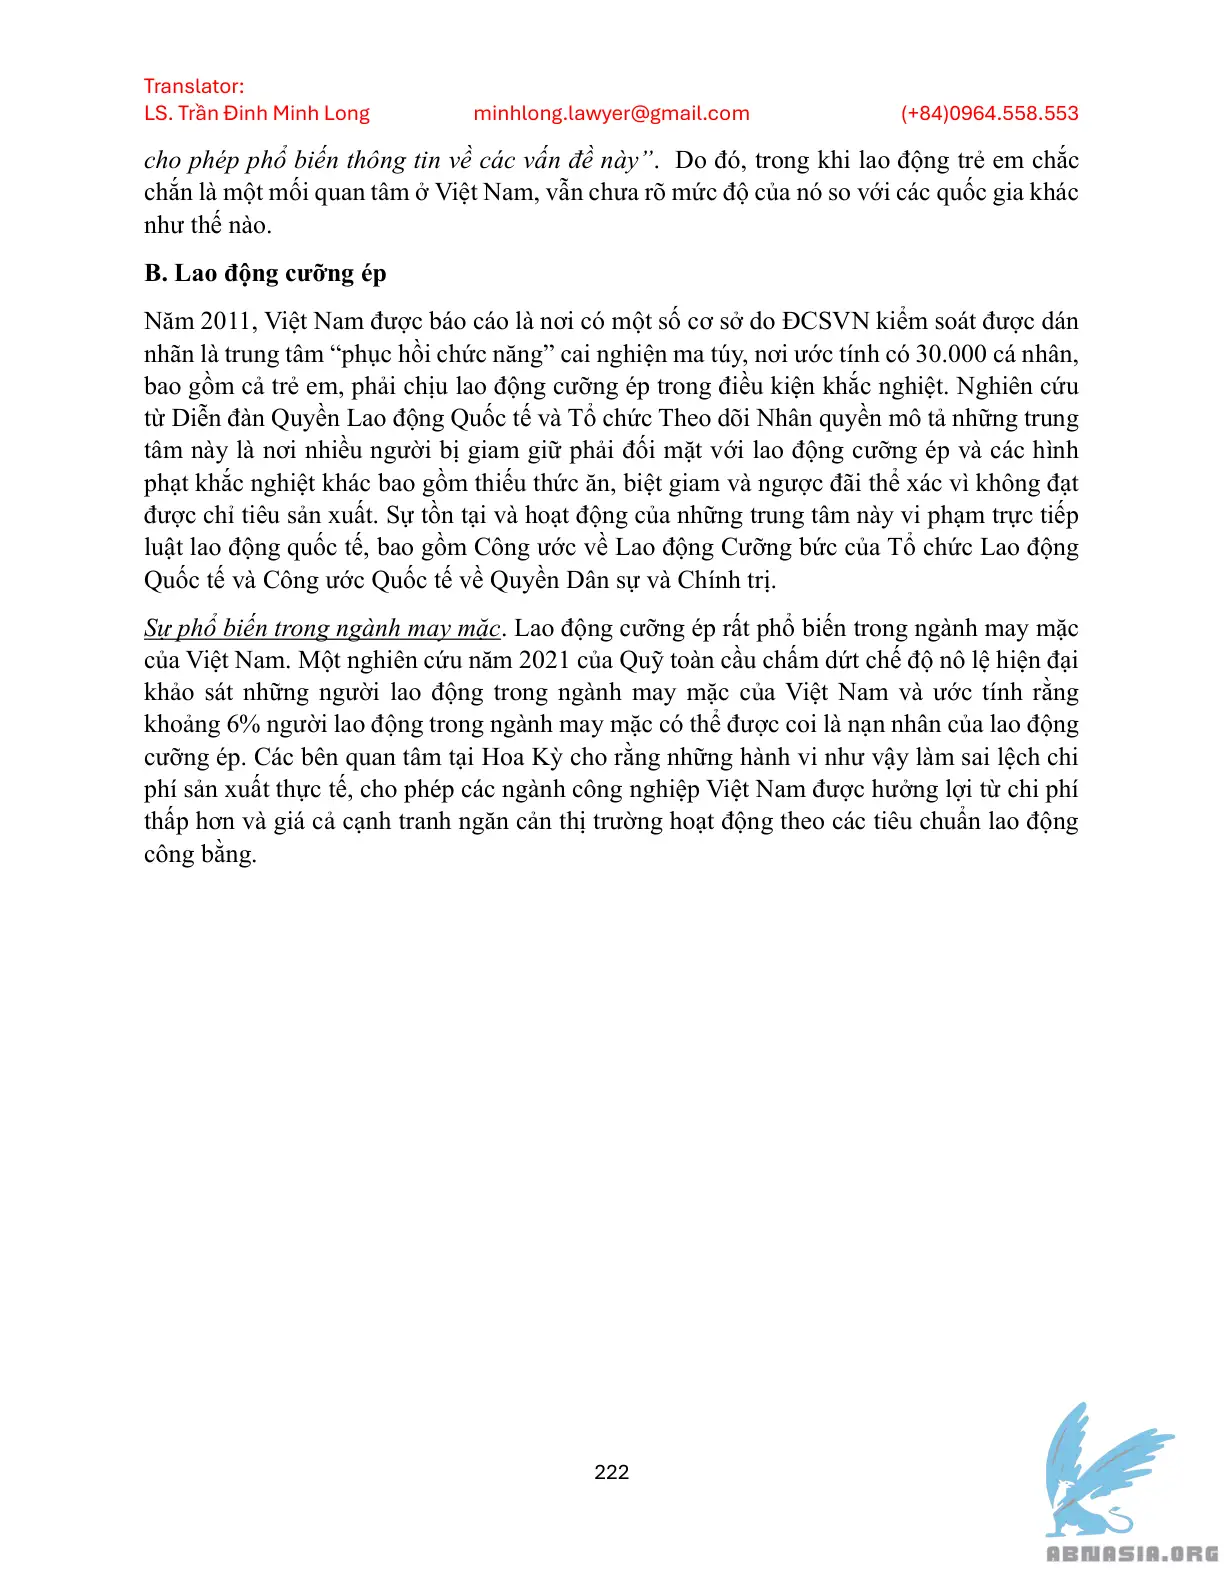 Translator:
LS. Trần Đình Minh Long minhlong.lawyer@gmail.com (+84)0964.558.553
cho phép phổ biến thông tin về các vấn đề này”. Do đó, trong khi lao động trẻ em chắc
chắn là một mối quan tâm ở Việt Nam, vẫn chưa rõ mức độ của nó so với các quốc gia khác
như thế nào.
B. Lao động cưỡng ép
Năm 2011, Việt Nam được báo cáo là nơi có một số cơ sở do ĐCSVN kiểm soát được dán
nhãn là trung tâm “phục hồi chức năng” cai nghiện ma túy, nơi ước tính có 30.000 cá nhân,
bao gồm cả trẻ em, phải chịu lao động cưỡng ép trong điều kiện khắc nghiệt. Nghiên cứu
từ Diễn đàn Quyền Lao động Quốc tế và Tổ chức Theo dõi Nhân quyền mô tả những trung
tâm này là nơi nhiều người bị giam giữ phải đối mặt với lao động cưỡng ép và các hình
phạt khắc nghiệt khác bao gồm thiếu thức ăn, biệt giam và ngược đãi thể xác vì không đạt
được chỉ tiêu sản xuất. Sự tồn tại và hoạt động của những trung tâm này vi phạm trực tiếp
luật lao động quốc tế, bao gồm Công ước về Lao động Cưỡng bức của Tổ chức Lao động
Quốc tế và Công ước Quốc tế về Quyền Dân sự và Chính trị.
Sự phổ biến trong ngành may mặc. Lao động cưỡng ép rất phổ biến trong ngành may mặc
của Việt Nam. Một nghiên cứu năm 2021 của Quỹ toàn cầu chấm dứt chế độ nô lệ hiện đại
khảo sát những người lao động trong ngành may mặc của Việt Nam và ước tính rằng
khoảng 6% người lao động trong ngành may mặc có thể được coi là nạn nhân của lao động
cưỡng ép. Các bên quan tâm tại Hoa Kỳ cho rằng những hành vi như vậy làm sai lệch chi
phí sản xuất thực tế, cho phép các ngành công nghiệp Việt Nam được hưởng lợi từ chi phí
thấp hơn và giá cả cạnh tranh ngăn cản thị trường hoạt động theo các tiêu chuẩn lao động
công bằng.
222
ABNASIA.ORG